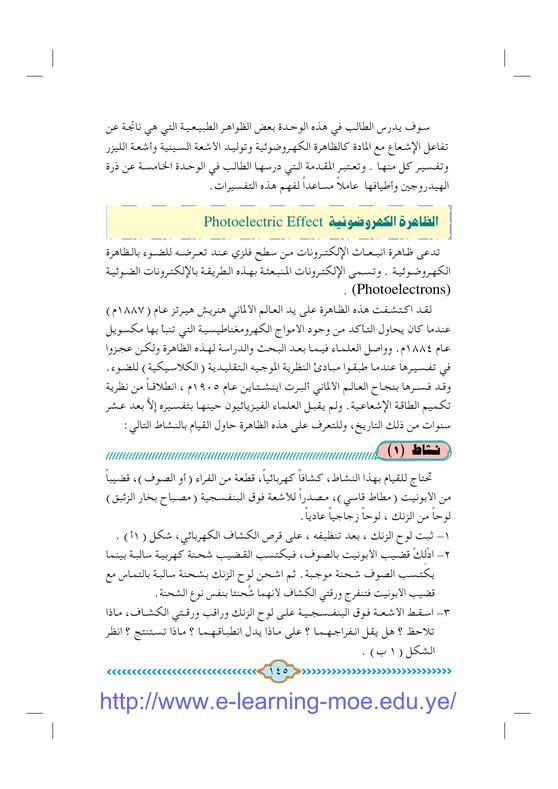 سوف يدرس الطالب في هذه الوحدة بعض الظواهر الطبيعية التي هي ناتجة عن
تفاعل الإشعاع مع المادة كالظاهرة الكهروضوئية وتوليد الأشعة السينية وأشعة الليزر
وتفسير كل منها . وتعتبر المقدمة التي درسها الطالب في الوحدة الخامسة عن ذرة
الهيدروجين وأطيافها عاملاً مساعداً لفهم هذه التفسيرات .
الظاهرة الكهروضوئية Photoelectric Effect
تدعى ظاهرة انبعاث الإلكترونات من سطح فلزي عند تعرضه للضوء بالظاهرة
الكهروضوئية . وتسمى الإلكترونات المنبعثة بهذه الطريقة بالإلكترونات الضوئية
(Photoelectrons) .
لقد اكتشفت هذه الظاهرة على يد العالم الألماني هنريش هيرتز عام (١٨٨٧م)
عندما كان يحاول التأكد من وجود الأمواج الكهرومغناطيسية التي تنبأ بها مكسويل
عام ١٨٨٤م. وواصل العلماء فيما بعد البحث والدراسة لهذه الظاهرة ولكن عجزوا
في تفسيرها عندما طبقوا مبادئ النظرية الموجيه التقليدية (الكلاسيكية) للضوء.
وقد فسرها بنجاح العالم الألماني ألبرت اينشتاين عام ١٩٠٥م ، انطلاقاً من نظرية
تكميم الطاقة الإشعاعية. ولم يقبل العلماء الفيزيائيون حينها بتفسيره إلاَّ بعد عشر
سنوات من ذلك التاريخ، وللتعرف على هذه الظاهرة حاول القيام بالنشاط التالي :
نشاط (١)
تحتاج للقيام بهذا النشاط، كشافاً كهربائياً، قطعة من الفراء (أو الصوف)، قضيباً
من الأبونيت (مطاط قاسي)، مصدراً للأشعة فوق البنفسجية (مصباح بخار الزئبق)
لوحاً من الزنك ، لوحاً زجاجياً عادياً.
١- ثبت لوح الزنك ، بعد تنظيفه ، على قرص الكشاف الكهربائي، شكل (١أ) .
٢- ادْلكْ قضيب الأبونيت بالصوف، فيكتسب القضيب شحنة كهربية سالبة بينما
يكتسب الصوف شحنة موجبة. ثم اشحن لوح الزنك بشحنة سالبة بالتماس مع
قضيب الأبونيت فتنفرج ورقتي الكشاف لأنهما شُحنتا بنفس نوع الشحنة.
٣- اسقط الأشعة فوق البنفسجية على لوح الزنك وراقب ورقتي الكشاف، ماذا
تلاحظ ؟ هل يقل انفراجهما ؟ على ماذا يدل انطباقهما ؟ ماذا تستنتج ؟ انظر
الشكل (١ ب) .
١٤٥
http://www.e-learning-moe.edu.ye/